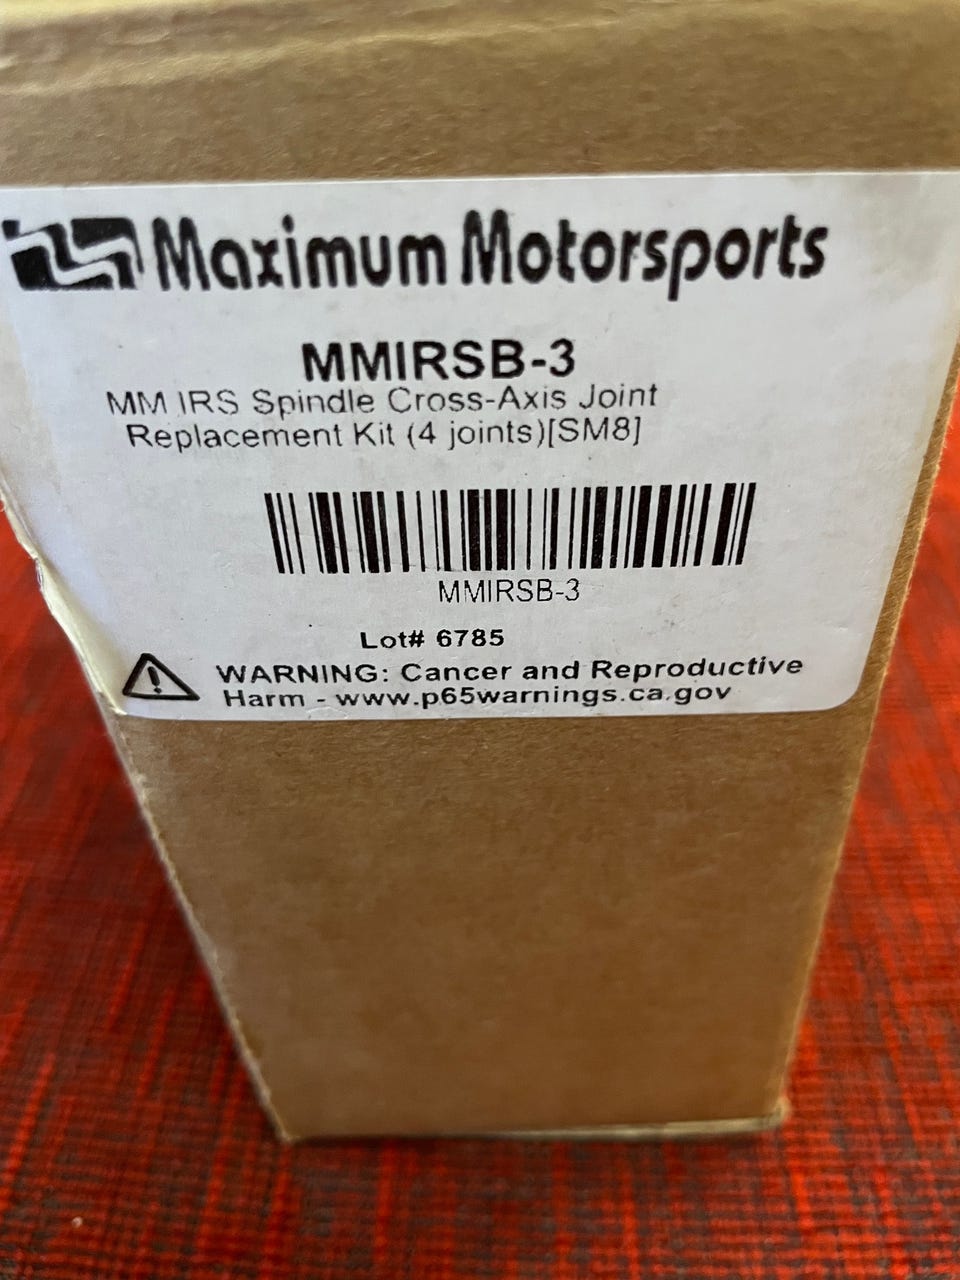 Maximum Motorsports
MMIRSB-3
MM IRS Spindle Cross-Axis Joint
Replacement Kit (4 joints)[SM8]
MMIRSB-3
Lot# 6785
WARNING: Cancer and Reproductive
Harm - www.p65warnings.ca.gov